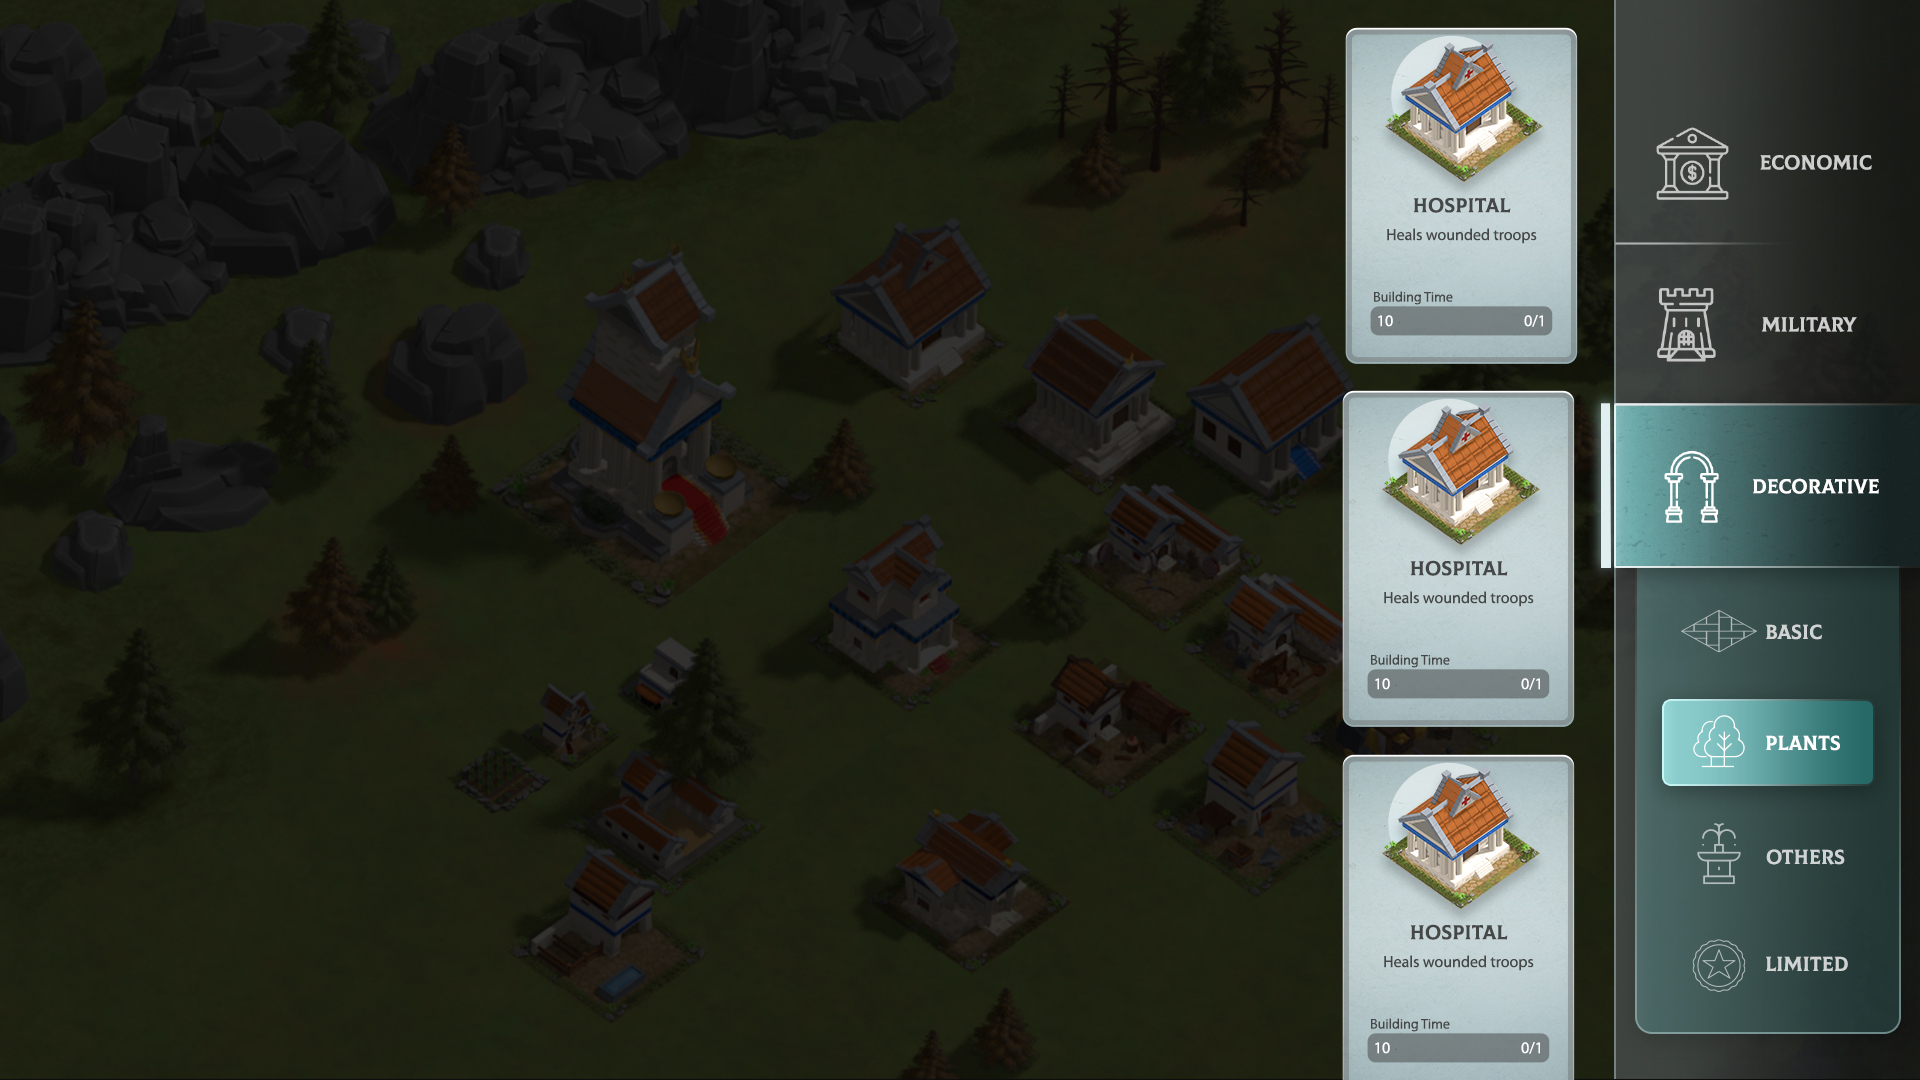 HOSPITAL
Heals wounded troops
Building Time
10 0/1
HOSPITAL
Heals wounded troops
Building Time
10 0/1
HOSPITAL
Heals wounded troops
Building Time
10 0/1
ECONOMIC
MILITARY
DECORATIVE
BASIC
PLANTS
OTHERS
LIMITED